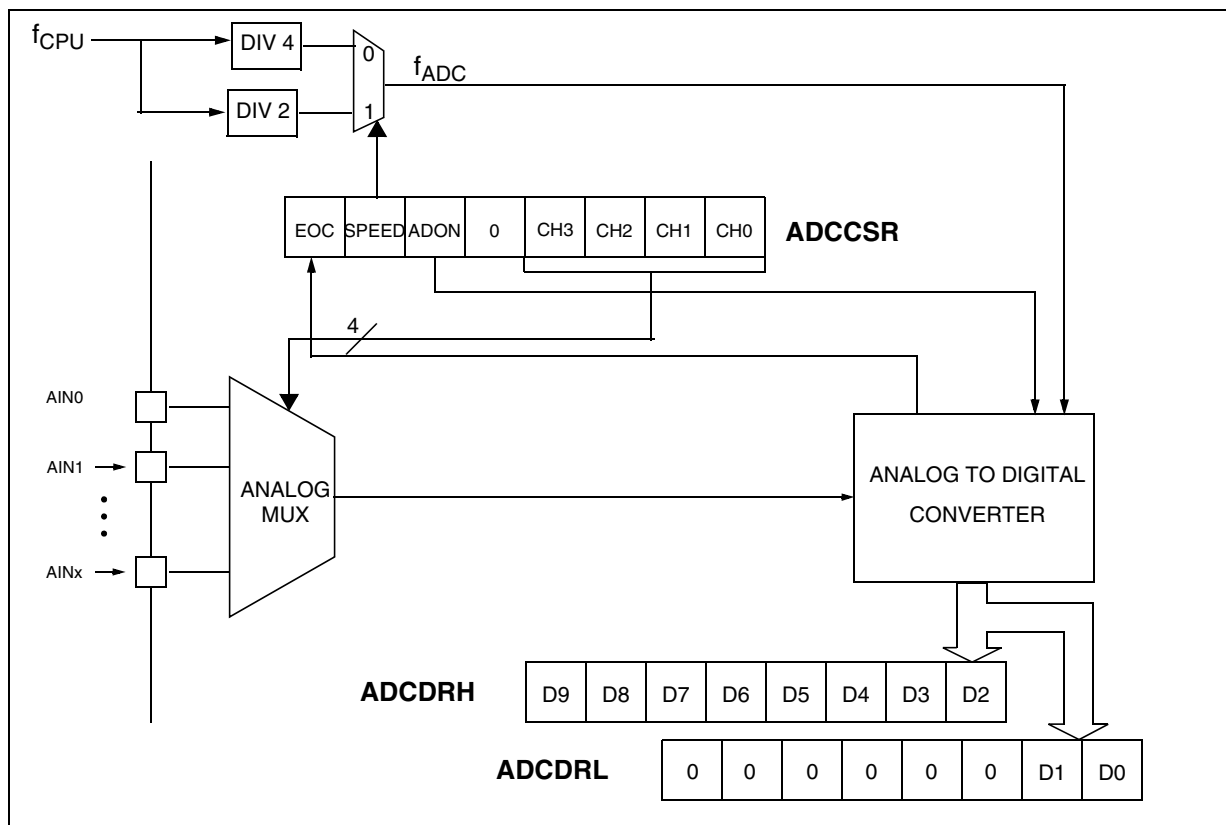 fCPU
DIV 4
0
fADC
DIV 2
1
EOC SPEED ADON 0 CH3 CH2 CH1 CH0 ADCCSR
4
AIN0
AIN1
ANALOG
MUX
ANALOG TO DIGITAL
CONVERTER
AINx
ADCDRH D9 D8 D7 D6 D5 D4 D3 D2
ADCDRL 0 0 0 0 0 0 D1 D0